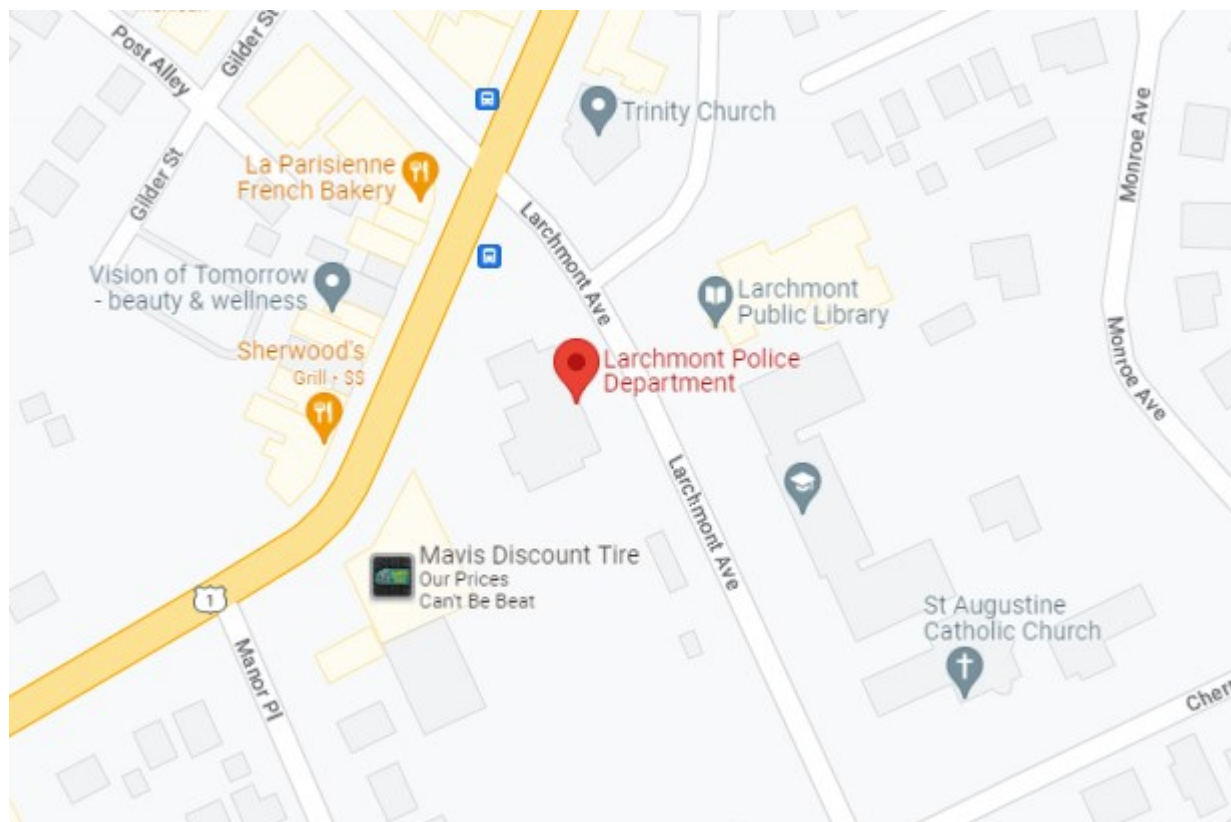 Post Alley
Gilder St
Trinity Church
Monroe Ave
La Parisienne
French Bakery
Gilder St
Larchmont Ave
Vision of Tomorrow
- beauty & wellness
Larchmont
Public Library
Sherwood's
Grill · $$
Larchmont Police
Department
Monroe Ave
Larchmont Ave
Mavis Discount Tire
Our Prices
Can't Be Beat
1
St Augustine
Catholic Church
Manor Pl
Cher